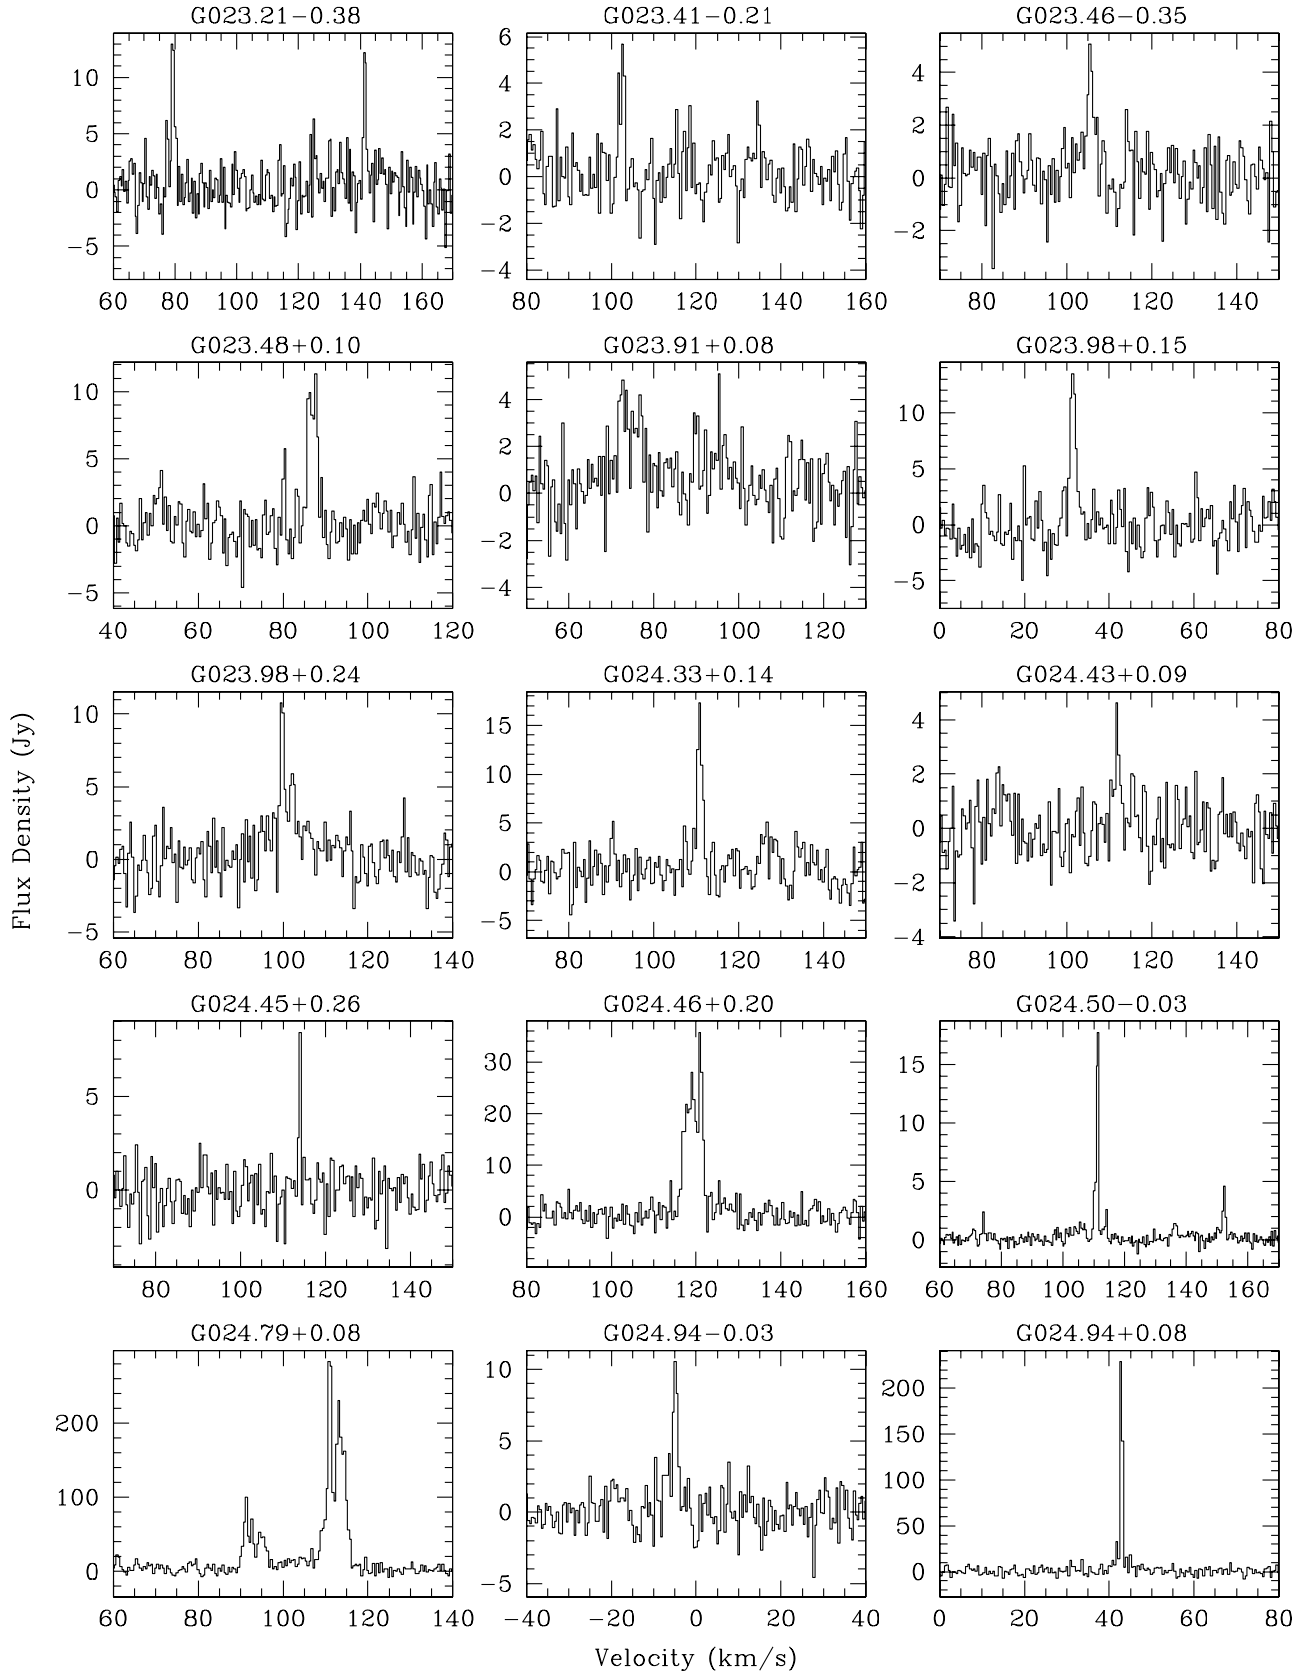 G023.21−0.38 G023.41−0.21 G023.46−0.35
10 6 4
5 4 2
0 2 0
−5 0 −2
−2
−4
60 80 100 120 140 160 80 100 120 140 160 80 100 120 140
G023.48+0.10 G023.91+0.08 G023.98+0.15
10 4 10
5 2 5
0 0 0
−5 −2 −5
−4
40 60 80 100 120 60 80 100 120 0 20 40 60 80
G023.98+0.24 G024.33+0.14 G024.43+0.09
10 15 4
5 10 2
0 5 0
−5 0 −2
−5 −4
60 80 100 120 140 80 100 120 140 80 100 120 140
Flux Density (Jy)
G024.45+0.26 G024.46+0.20 G024.50−0.03
5 30 15
0 20 10
10 5
0 0
80 100 120 140 80 100 120 140 160 60 80 100 120 140 160
G024.79+0.08 G024.94−0.03 G024.94+0.08
200 10 200
100 5 150
0 0 100
−5 50
0
60 80 100 120 140 −40 −20 0 20 40 0 20 40 60 80
Velocity (km/s)